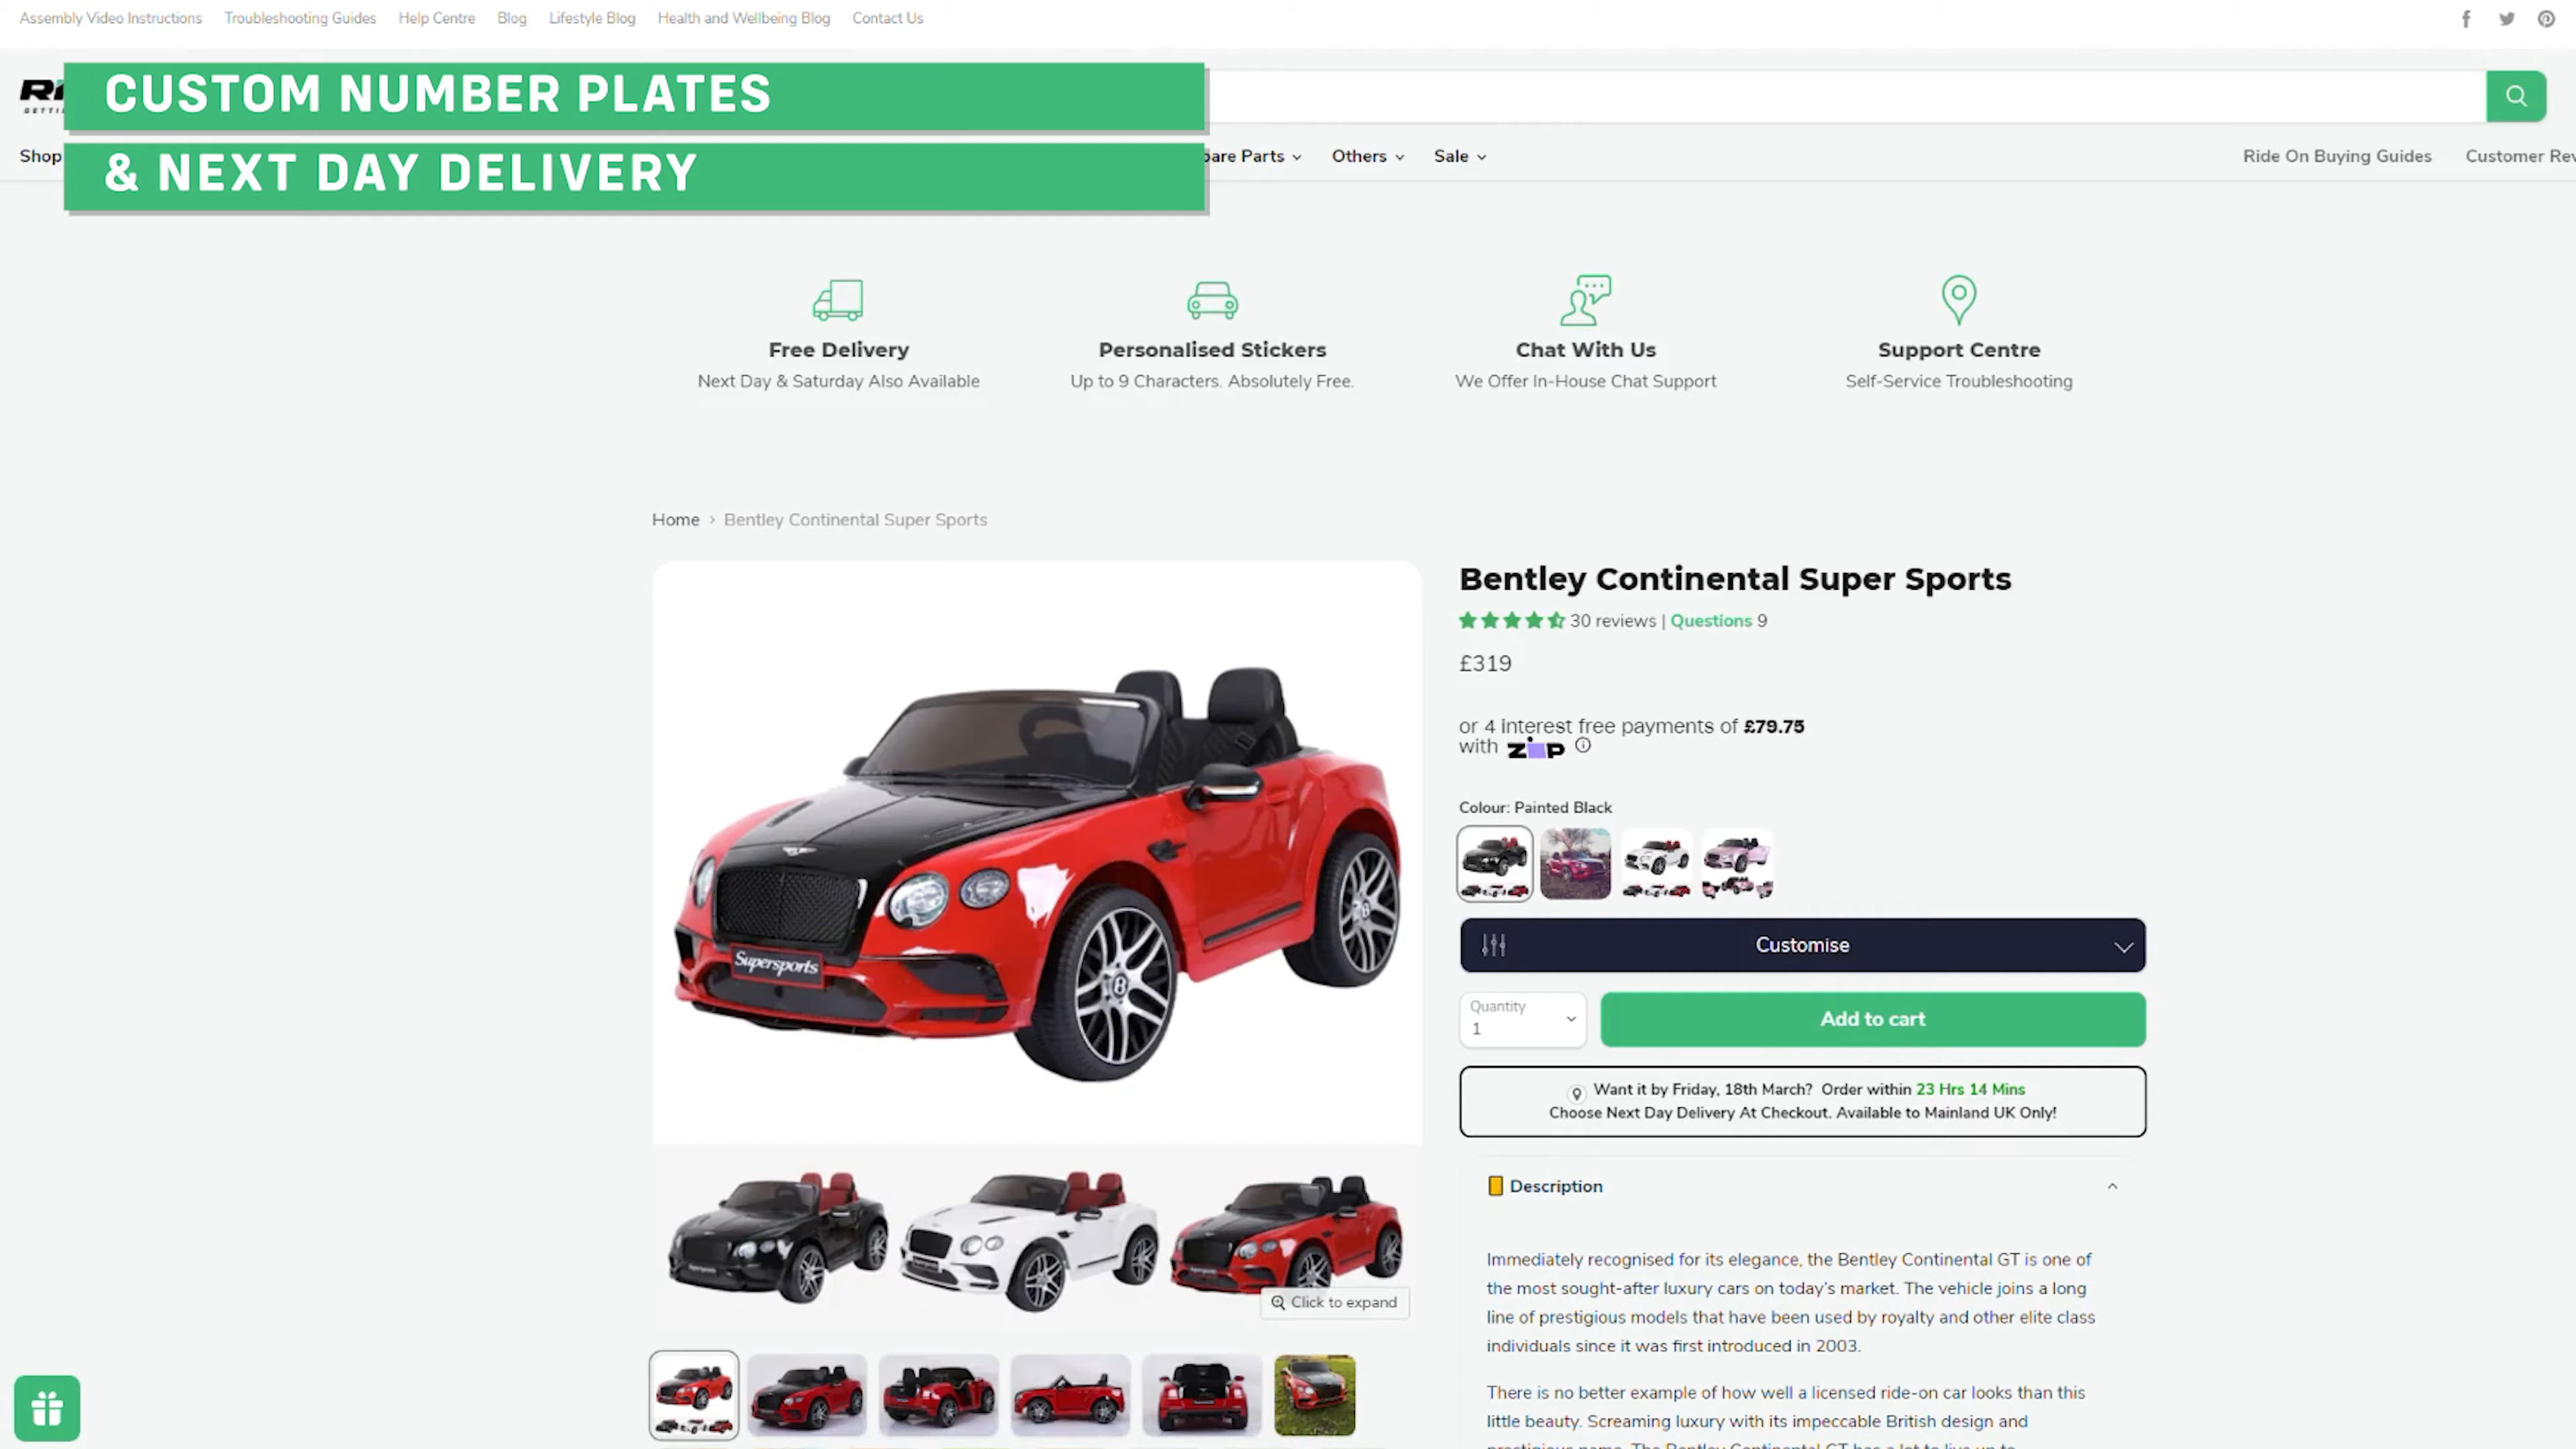 Assembly Video Instructions Troubleshooting Guides Help Centre Blog Lifestyle Blog Health and Wellbeing Blog Contact Us
CUSTOM NUMBER PLATES
& NEXT DAY DELIVERY
Shop Parts Others Sale Ride On Buying Guides Customer
Free Delivery
Next Day & Saturday Also Available
Personalised Stickers
Up to 9 Characters. Absolutely Free.
Chat With Us
We Offer In-House Chat Support
Support Centre
Self-Service Troubleshooting
Home › Bentley Continental Super Sports
Supersports
Bentley Continental Super Sports
30 reviews | Questions 9
£319
or 4 interest free payments of £79.75
with zip
Colour: Painted Black
Customise
Quantity
1
Add to cart
Want it by Friday, 18th March? Order within 23 Hrs 14 Mins
Choose Next Day Delivery At Checkout. Available to Mainland UK Only!
Click to expand
Description
Immediately recognised for its elegance, the Bentley Continental GT is one of
the most sought-after luxury cars on today's market. The vehicle joins a long
line of prestigious models that have been used by royalty and other elite class
individuals since it was first introduced in 2003.
There is no better example of how well a licensed ride-on car looks than this
little beauty. Screaming luxury with its impeccable British design and